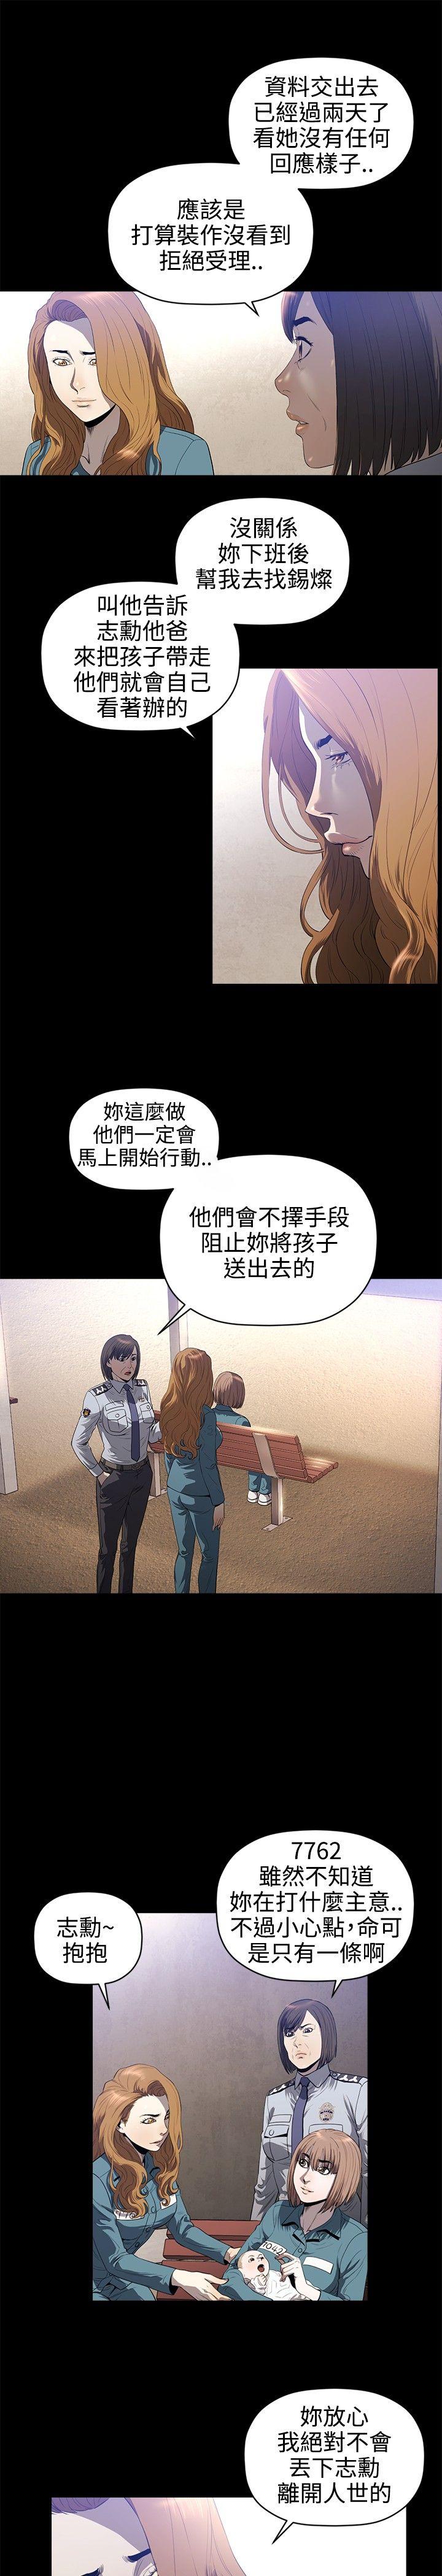 資料交出去
已經過兩天了
看她沒有任何
回應樣子..
應該是
打算裝作沒看到
拒絕受理..
沒關係
妳下班後
幫我去找錫燦
叫他告訴
志勳他爸
來把孩子帶走
他們就會自己
看著辦的
妳這麼做
他們一定會
馬上開始行動..
他們會不擇手段
阻止妳將孩子
送出去的
7762
雖然不知道
妳在打什麼主意..
不過小心點,命可
是只有一條啊
志勳~
抱抱
1042
妳放心
我絕對不會
丟下志勳
離開人世的